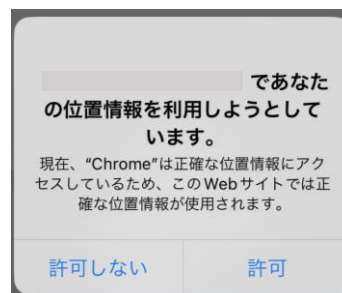 であなた
の位置情報を利用しようとして
います。
現在、“Chrome”は正確な位置情報にアク
セスしているため、このWebサイトでは正
確な位置情報が使用されます。
許可しない 許可